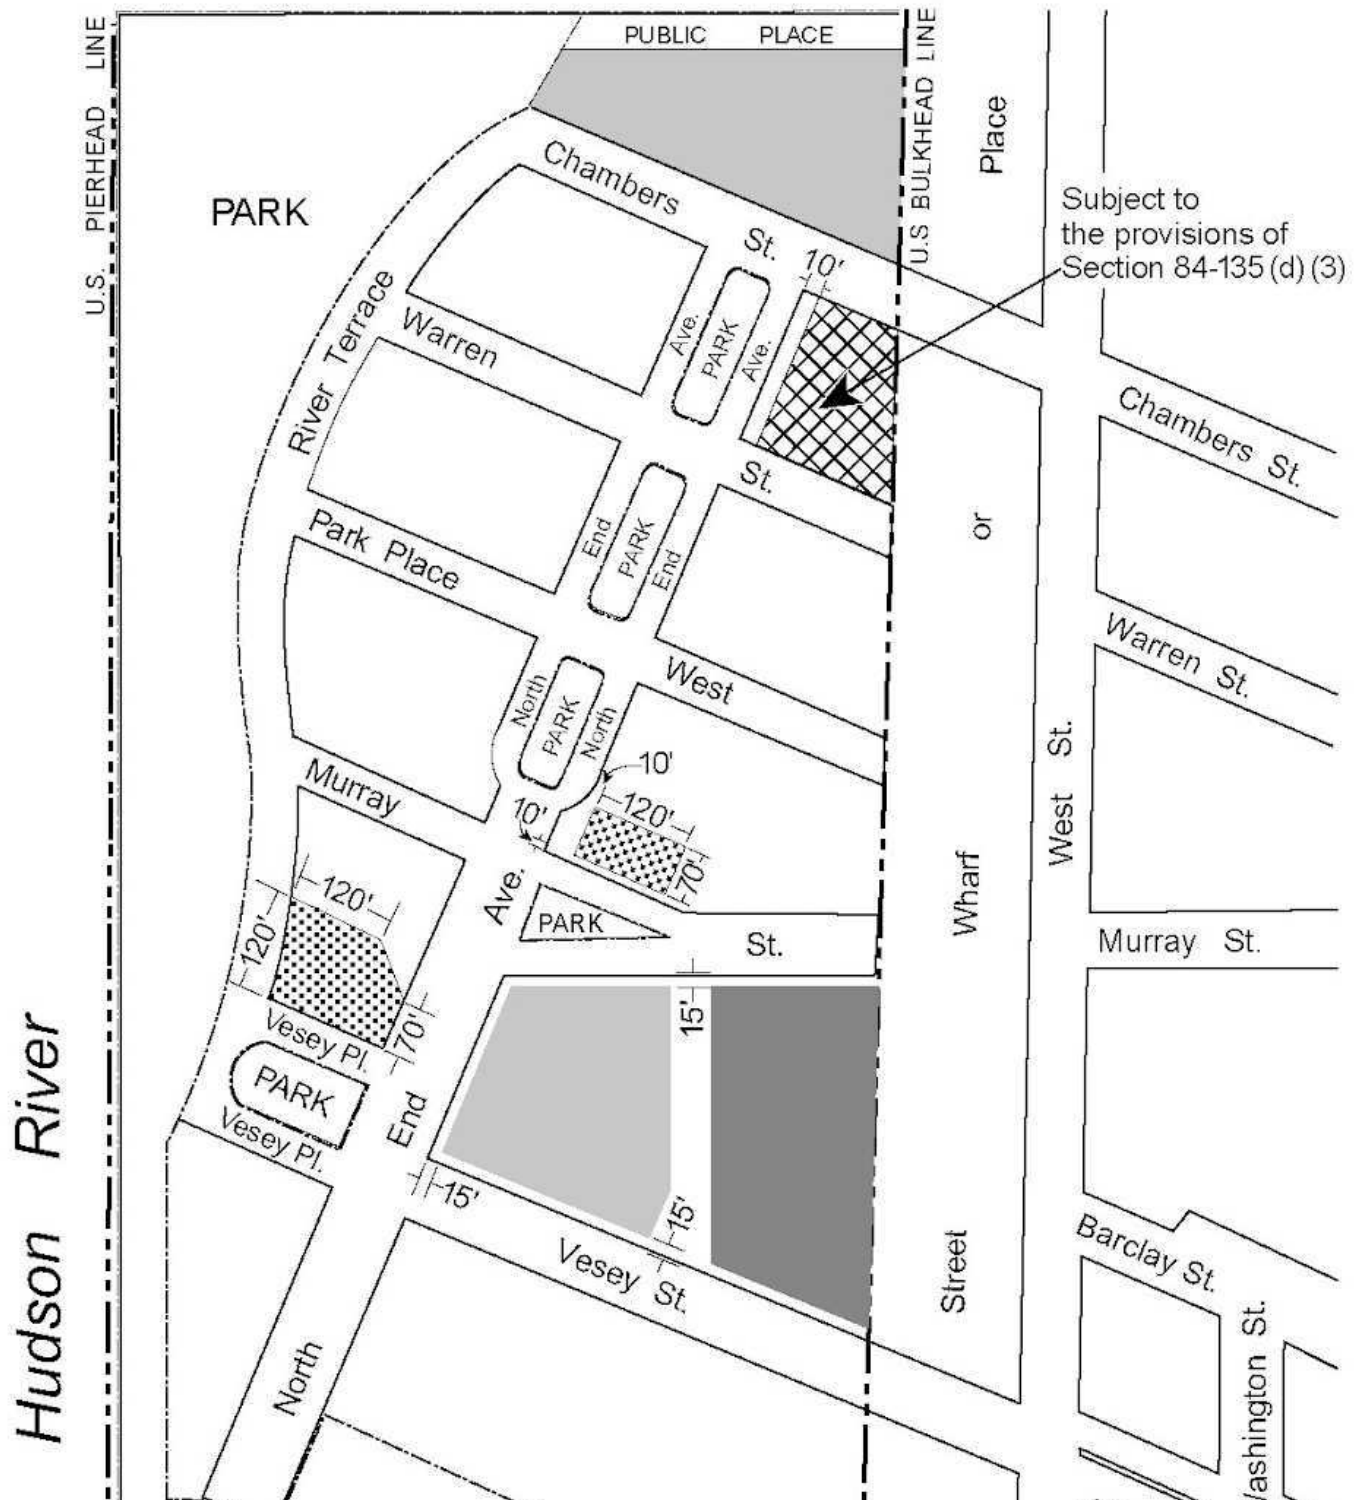 PUBLIC PLACE
U.S. PIERHEAD LINE
U.S BULKHEAD LINE
Place
PARK
Chambers
St.
10'
Subject to
the provisions of
Section 84-135 (d) (3)
River Terrace
Warren
Ave.
PARK
Ave.
St.
Chambers St.
Park Place
End
PARK
End
or
Warren St.
West
North
PARK
North
West St.
Murray
10'
10'
120'
70'
Wharf
120'
120'
Ave.
PARK
St.
Murray St.
Vesey Pl.
70'
15'
PARK
Vesey Pl.
End
15'
15'
Vesey St.
Street
Barclay St.
Hudson River
North
ashington St.